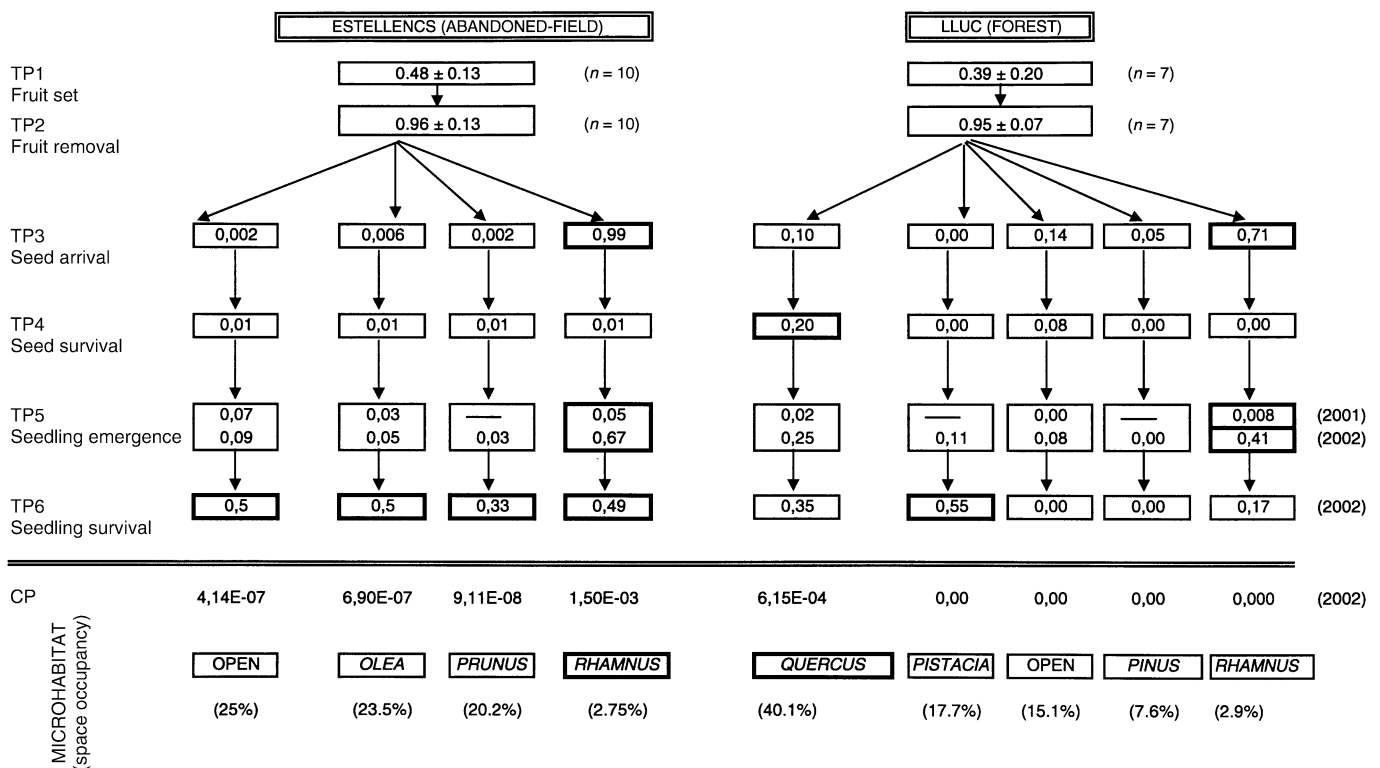 ESTELLENCS (ABANDONED-FIELD) LLUC (FOREST)
TP1 0.48 ± 0.13 (n = 10) 0.39 ± 0.20 (n = 7)
Fruit set
TP2 0.96 ± 0.13 (n = 10) 0.95 ± 0.07 (n = 7)
Fruit removal
TP3 0,002 0,006 0,002 0,99 0,10 0,00 0,14 0,05 0,71
Seed arrival
TP4 0,01 0,01 0,01 0,01 0,20 0,00 0,08 0,00 0,00
Seed survival
TP5 0,07 0,03 — 0,05 0,02 — 0,00 — 0,008 (2001)
Seedling emergence 0,09 0,05 0,03 0,67 0,25 0,11 0,08 0,00 0,41 (2002)
TP6 0,5 0,5 0,33 0,49 0,35 0,55 0,00 0,00 0,17 (2002)
Seedling survival
CP 4,14E-07 6,90E-07 9,11E-08 1,50E-03 6,15E-04 0,00 0,00 0,00 0,000 (2002)
MICROHABITAT
(space occupancy)
OPEN OLEA PRUNUS RHAMNUS QUERCUS PISTACIA OPEN PINUS RHAMNUS
(25%) (23.5%) (20.2%) (2.75%) (40.1%) (17.7%) (15.1%) (7.6%) (2.9%)